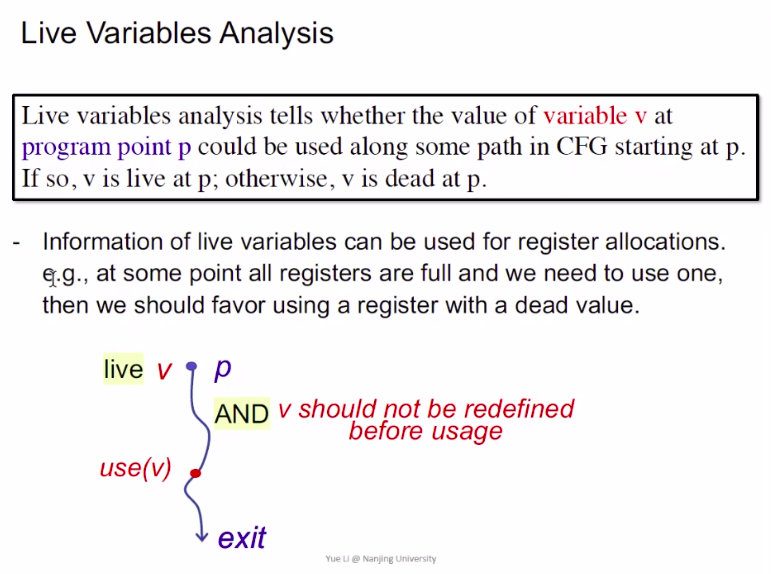 Live Variables Analysis
Live variables analysis tells whether the value of variable v at
program point p could be used along some path in CFG starting at p.
If so, v is live at p; otherwise, v is dead at p.
- Information of live variables can be used for register allocations.
e.g., at some point all registers are full and we need to use one,
then we should favor using a register with a dead value.
live v p
AND v should not be redefined
before usage
use(v)
exit
Yue Li @ Nanjing University